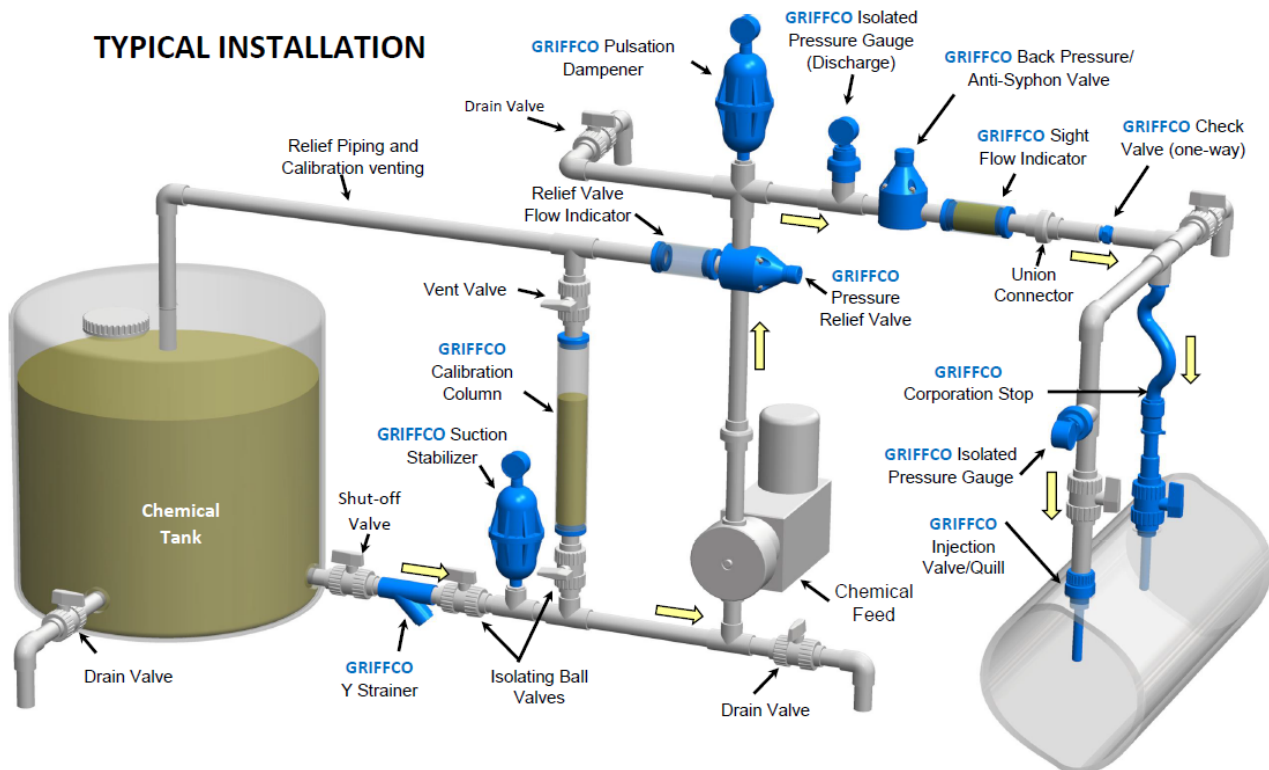 TYPICAL INSTALLATION
GRIFFCO Pulsation
Dampener
GRIFFCO Isolated
Pressure Gauge
(Discharge)
GRIFFCO Back Pressure/
Anti-Syphon Valve
Drain Valve
GRIFFCO Sight
Flow Indicator
GRIFFCO Check
Valve (one-way)
Relief Piping and
Calibration venting
Relief Valve
Flow Indicator
Vent Valve
GRIFFCO
Pressure
Relief Valve
Union
Connector
GRIFFCO
Calibration
Column
GRIFFCO
Corporation Stop
GRIFFCO Suction
Stabilizer
GRIFFCO Isolated
Pressure Gauge
Shut-off
Valve
Chemical
Tank
GRIFFCO
Injection
Valve/Quill
Chemical
Feed
Drain Valve
GRIFFCO
Y Strainer
Isolating Ball
Valves
Drain Valve